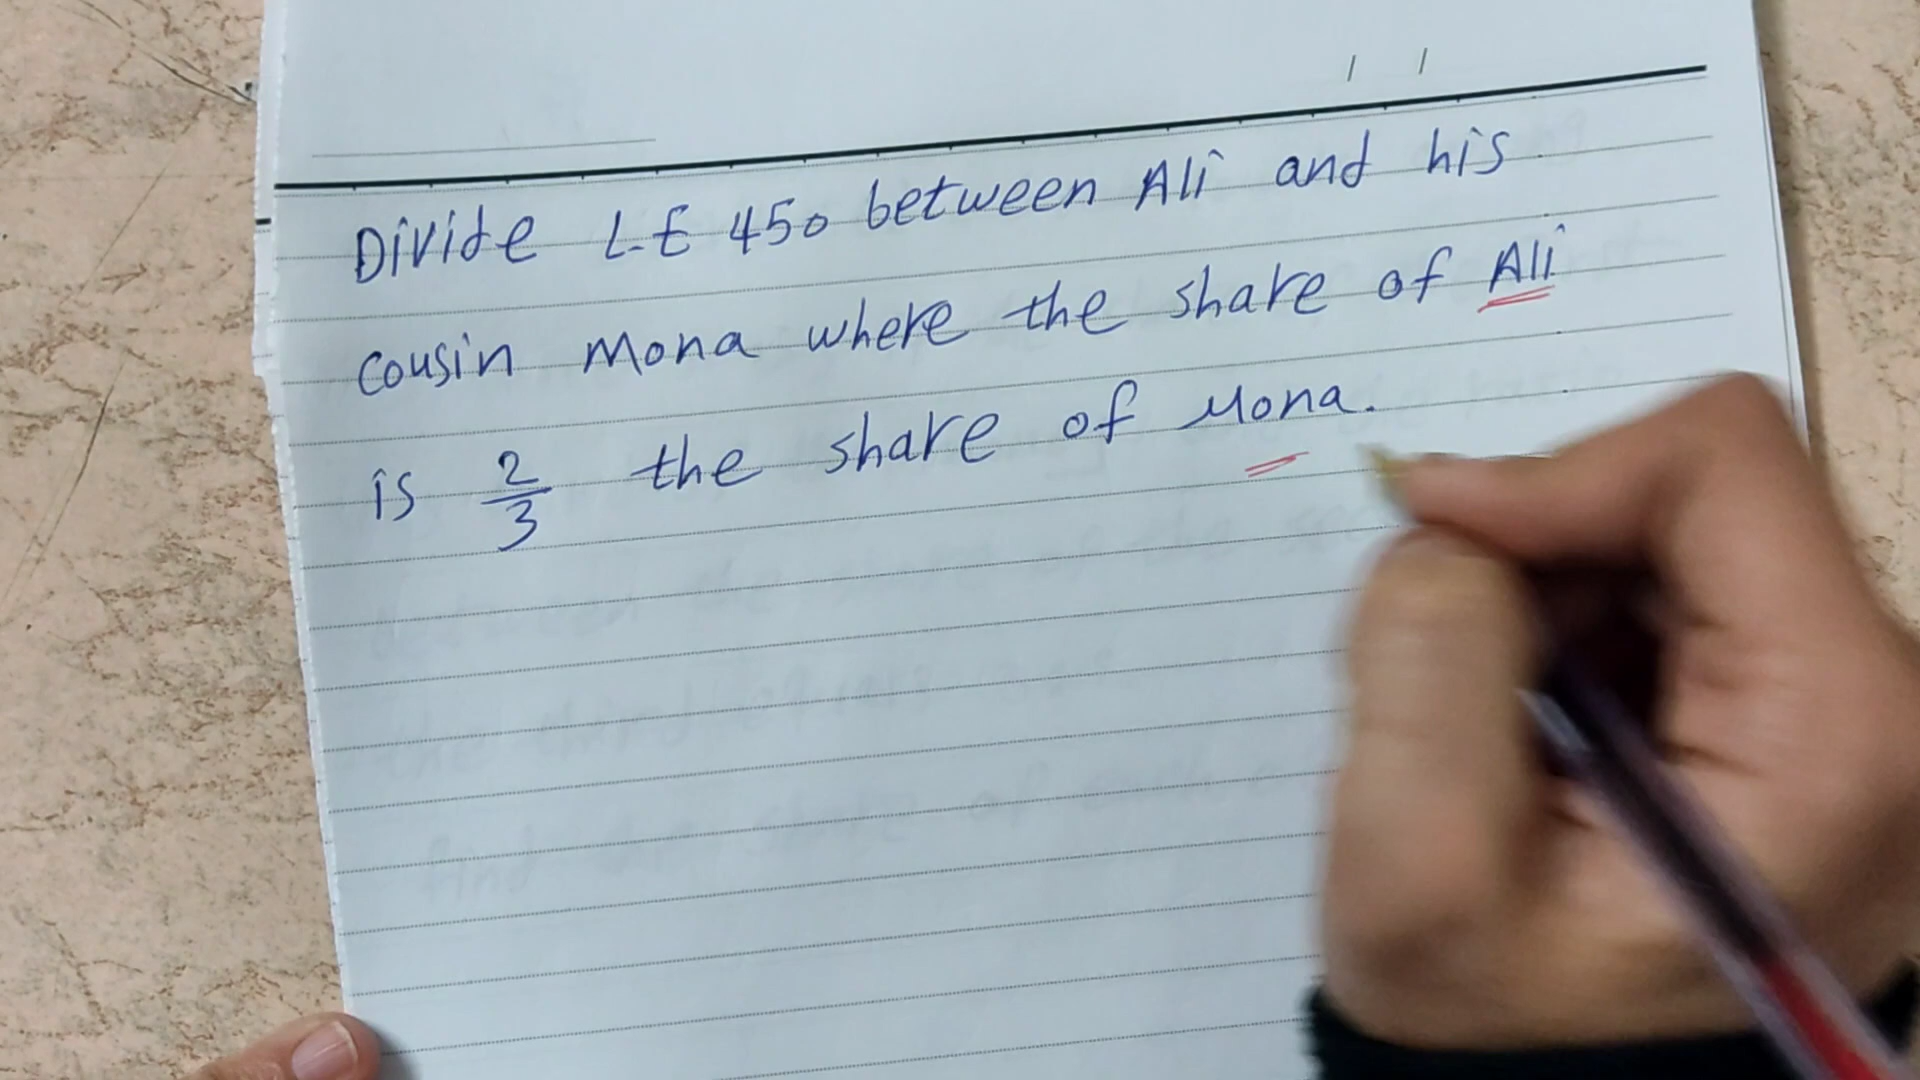 Divide L.E 450 between Ali and his
cousin Mona where the share of Ali
is 2/3 the share of Mona.